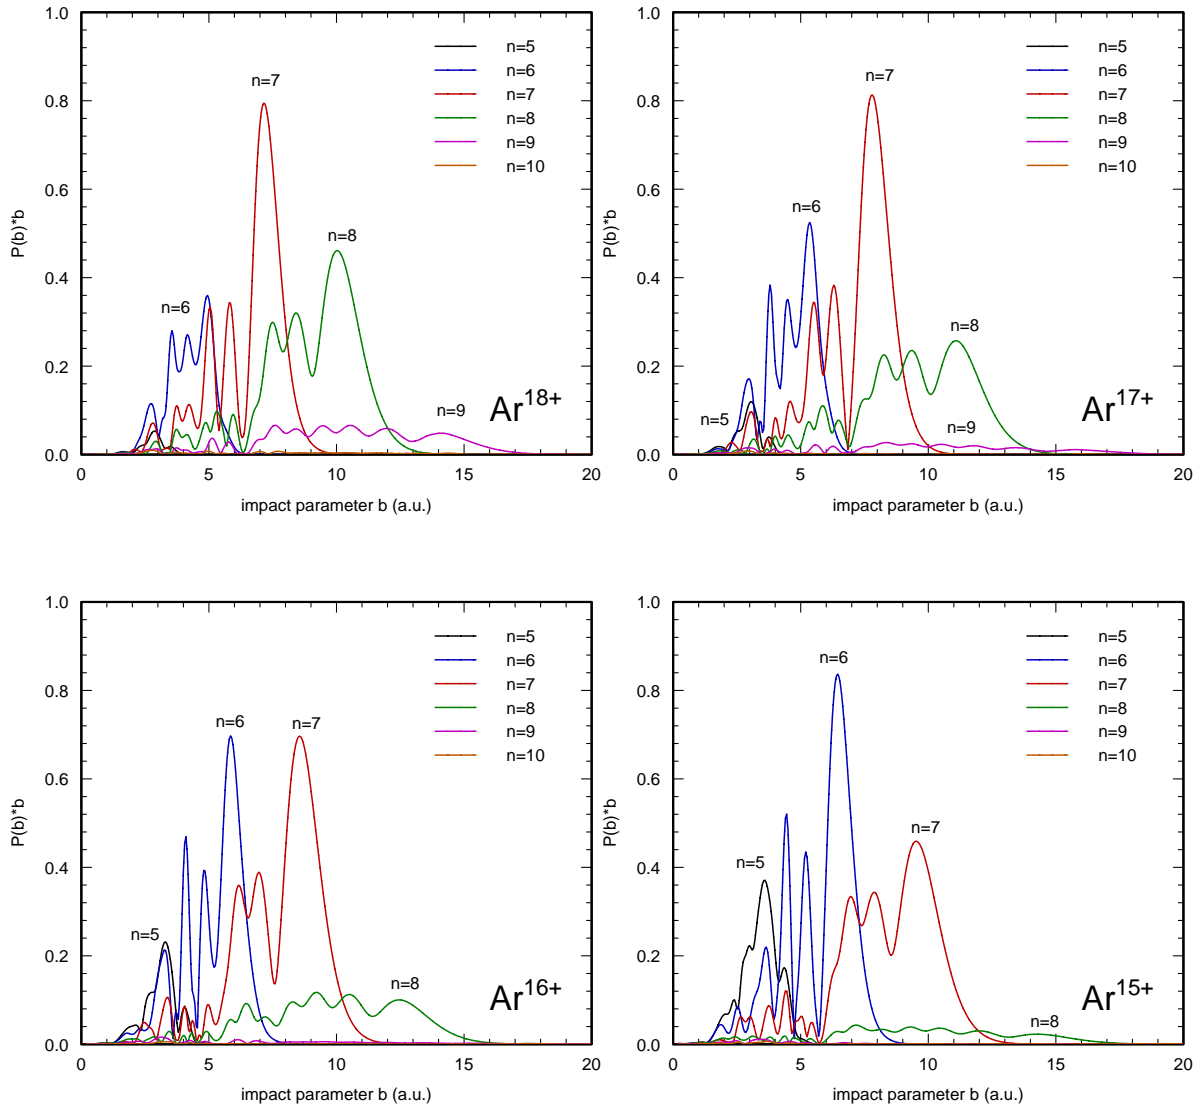 1.0
0.8
0.6
0.4
0.2
0.0
P(b)*b
n=5
n=6
n=7
n=8
n=9
n=10
n=7
n=8
n=6
n=9
Ar18+
0 5 10 15 20
impact parameter b (a.u.)
1.0
0.8
0.6
0.4
0.2
0.0
P(b)*b
n=5
n=6
n=7
n=8
n=9
n=10
n=7
n=6
n=8
n=5
n=9
Ar17+
0 5 10 15 20
impact parameter b (a.u.)
1.0
0.8
0.6
0.4
0.2
0.0
P(b)*b
n=5
n=6
n=7
n=8
n=9
n=10
n=6
n=7
n=5
n=8
Ar16+
0 5 10 15 20
impact parameter b (a.u.)
1.0
0.8
0.6
0.4
0.2
0.0
P(b)*b
n=5
n=6
n=7
n=8
n=9
n=10
n=6
n=7
n=5
n=8
Ar15+
0 5 10 15 20
impact parameter b (a.u.)